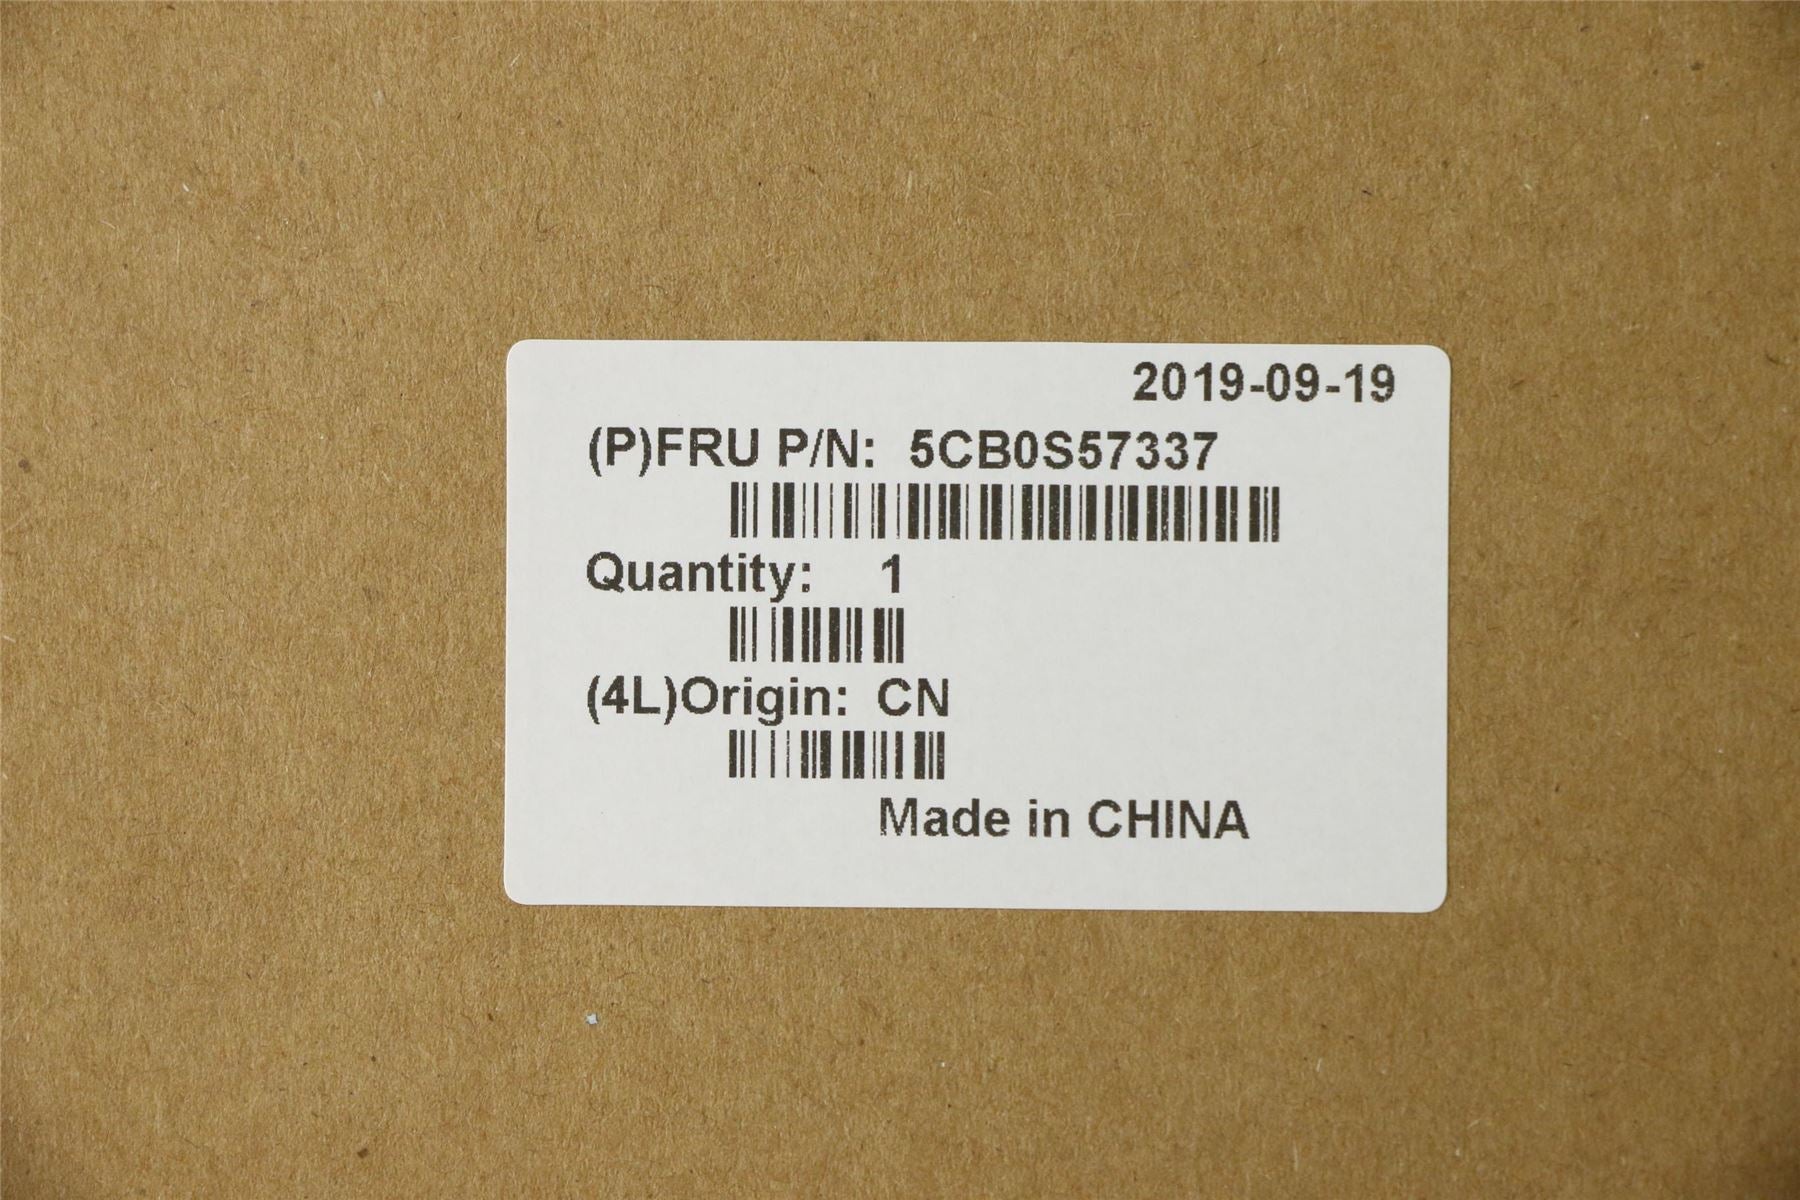 2019-09-19
(P)FRU P/N: 5CB0S57337
Quantity: 1
(4L)Origin: CN
Made in CHINA